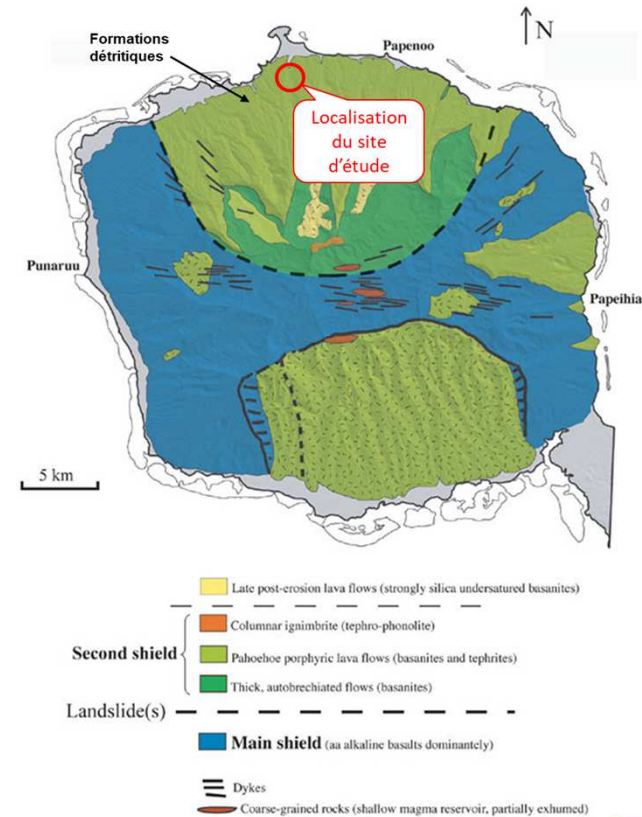 Formations
détritiques
Papenoo
N
Localisation
du site
d'étude
Punaruu
Papeihia
5 km
Late post-erosion lava flows (strongly silica undersatured basanites)
Columnar ignimbrite (tephro-phonolite)
Second shield
Pahoehoe porphyric lava flows (basanites and tephrites)
Thick, autobrechiated flows (basanites)
Landslide(s)
Main shield (aa alkaline basalts dominantely)
Dykes
Coarse-grained rocks (shallow magma reservoir, partially exhumed)